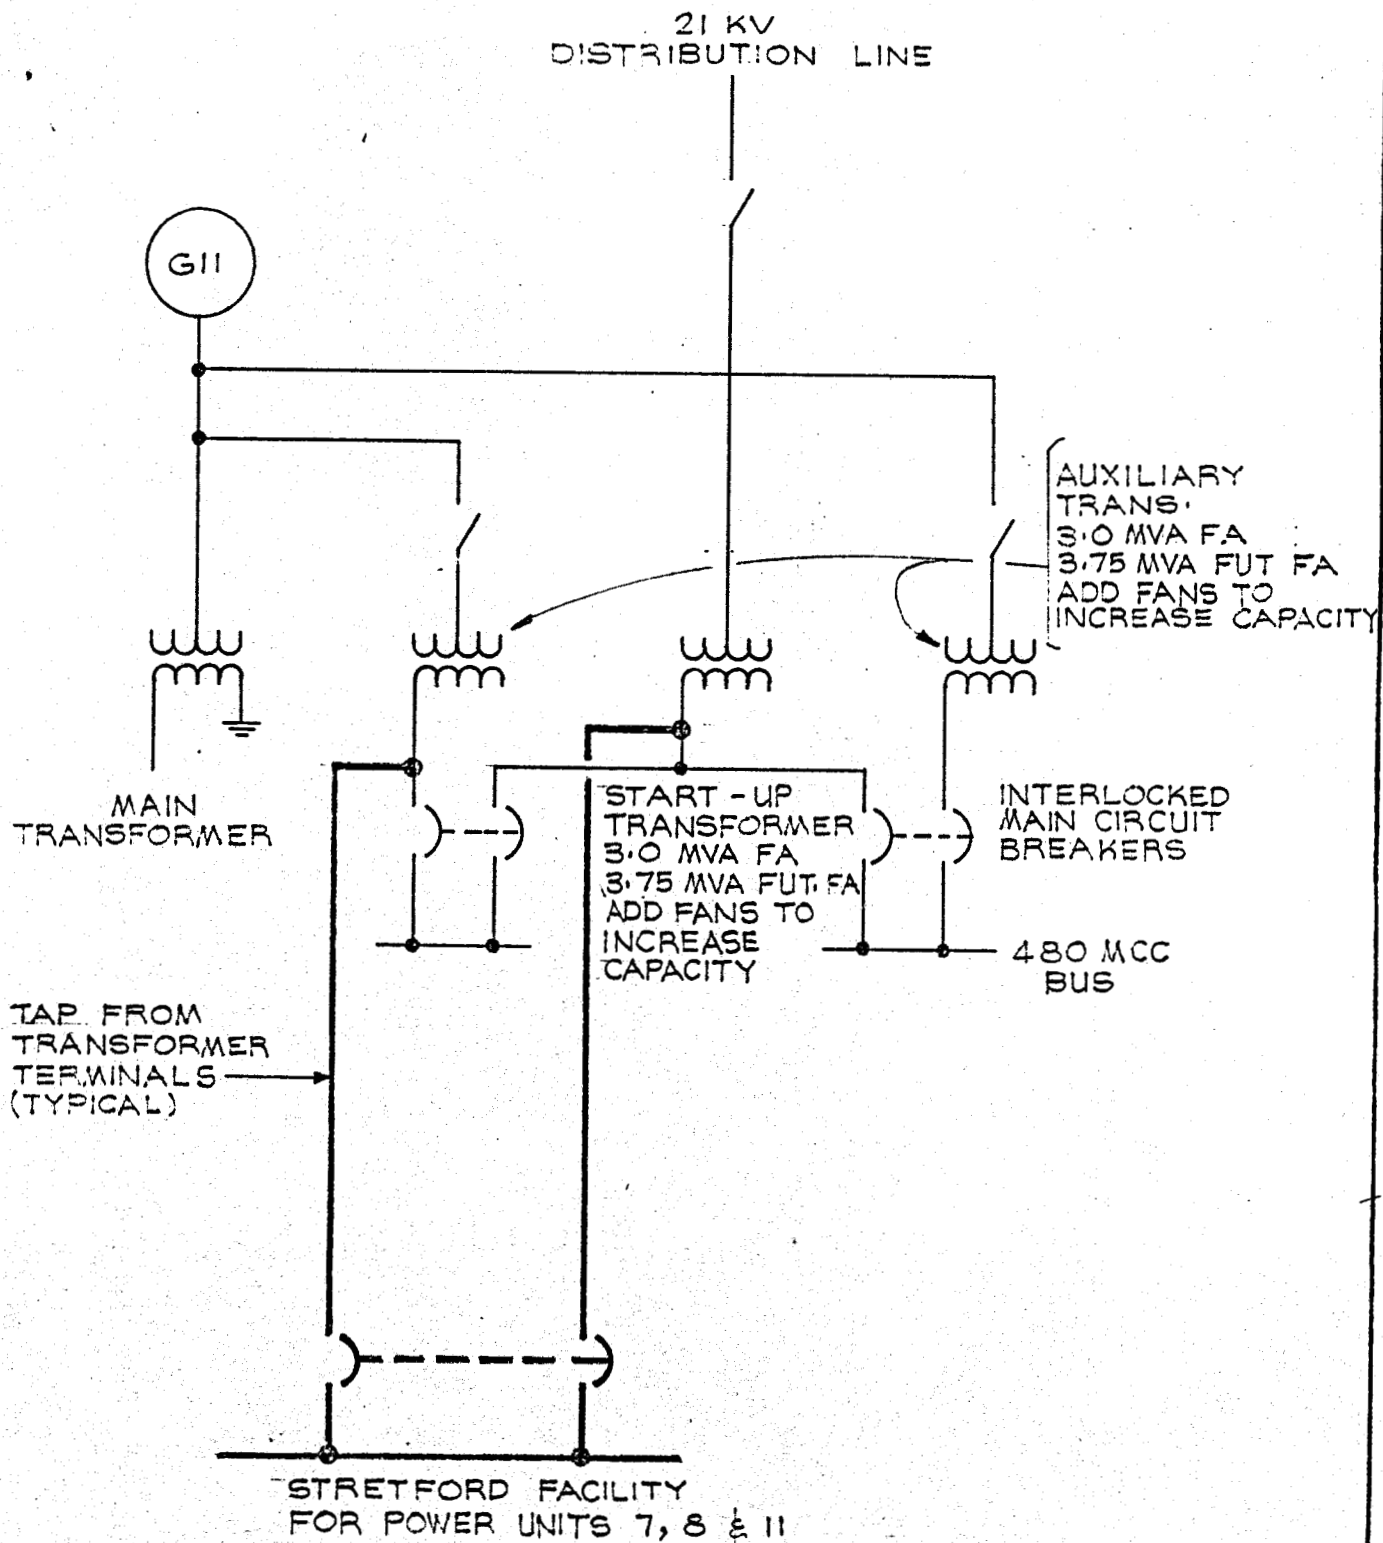 21 KV
DISTRIBUTION LINE
G11
AUXILIARY
TRANS.
3.0 MVA FA
3.75 MVA FUT FA
ADD FANS TO
INCREASE CAPACITY
MAIN
TRANSFORMER
START-UP
TRANSFORMER
3.0 MVA FA
3.75 MVA FUT. FA
ADD FANS TO
INCREASE
CAPACITY
INTERLOCKED
MAIN CIRCUIT
BREAKERS
480 MCC
BUS
TAP FROM
TRANSFORMER
TERMINALS
(TYPICAL)
STRETFORD FACILITY
FOR POWER UNITS 7, 8 & 11